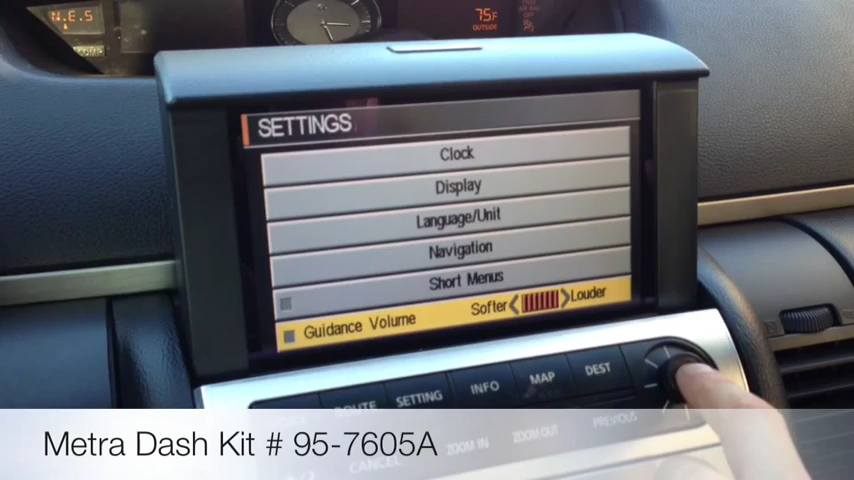 N.E.S
75F
OUTSIDE
SETTINGS
Clock
Display
Language/Unit
Navigation
Short Menus
Guidance Volume Softer Louder
ROUTE SETTING INFO MAP DEST
CANCEL ZOOM IN ZOOM OUT PREVIOUS
Metra Dash Kit # 95-7605A